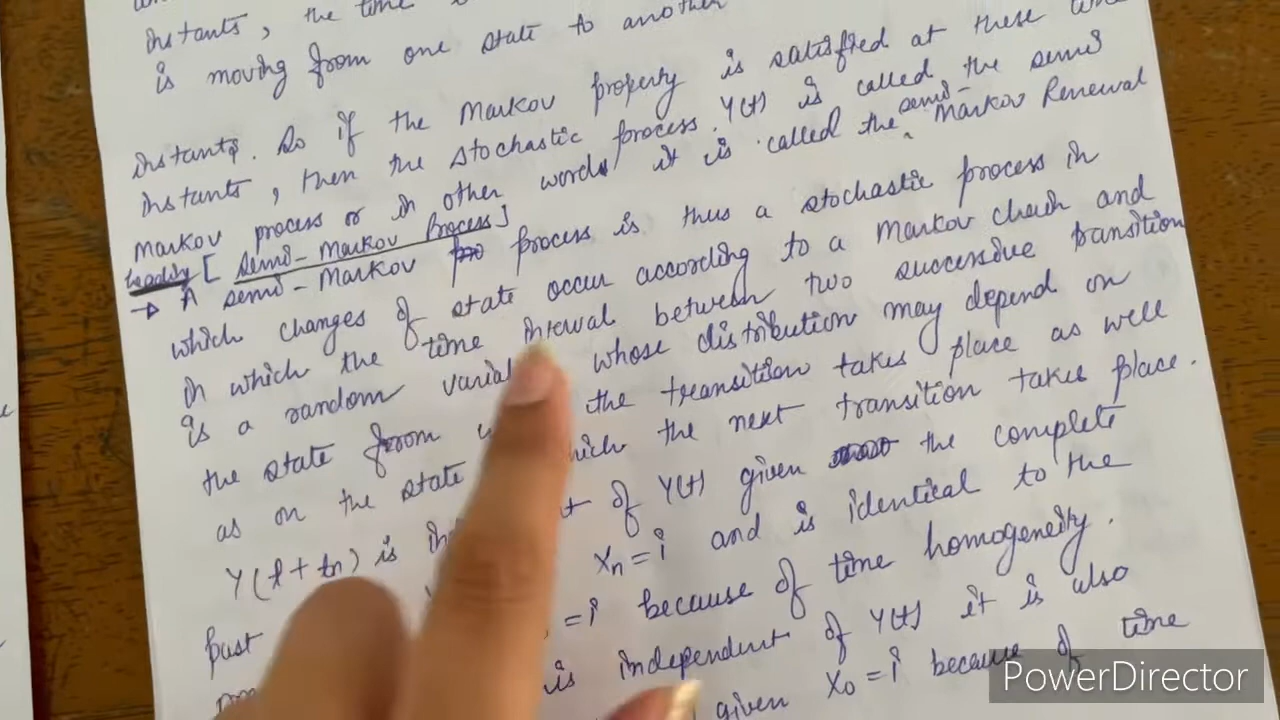 instants, the time
is moving from one state to another
instants. So if the Markov property is satisfied at these
instants, then the stochastic process Y(t) is called the semi
Markov process or in other words it is called the semi- Markov Renewal
[semi-Markov Process]
→ A semi-Markov process is thus a stochastic process in
which changes of state occur according to a Markov chain and
in which the time interval between two successive transition
is a random whose distribution may depend on
the state from the transition takes place as well
as on the state the next transition takes place.
Y(t+tn) is of Y(t) given the complete
past Xn=i and is identical to the
=i because of time homogeneity.
is independent of Y(t) it is also
given X0=i because of time
PowerDirector